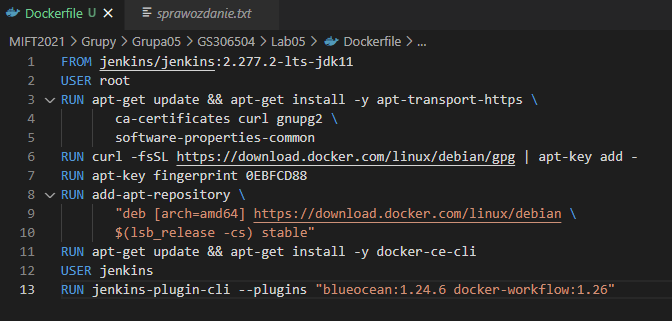 Dockerfile U X sprawozdanie.txt
MIFT2021 > Grupy > Grupa05 > GS306504 > Lab05 > Dockerfile > ...
1 FROM jenkins/jenkins:2.277.2-lts-jdk11
2 USER root
3 RUN apt-get update && apt-get install -y apt-transport-https \
4 ca-certificates curl gnupg2 \
5 software-properties-common
6 RUN curl -fsSL https://download.docker.com/linux/debian/gpg | apt-key add -
7 RUN apt-key fingerprint 0EBFCD88
8 RUN add-apt-repository \
9 "deb [arch=amd64] https://download.docker.com/linux/debian \
10 $(lsb_release -cs) stable"
11 RUN apt-get update && apt-get install -y docker-ce-cli
12 USER jenkins
13 RUN jenkins-plugin-cli --plugins "blueocean:1.24.6 docker-workflow:1.26"